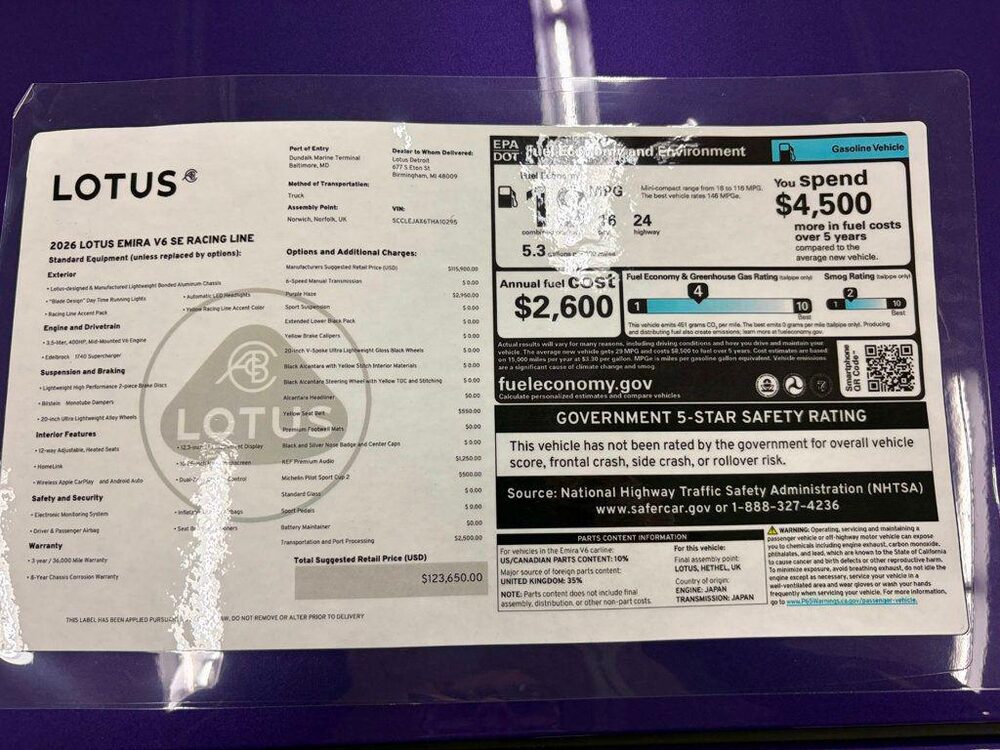 LOTUS
Port of Entry
Dundalk Marine Terminal
Baltimore, MD
Method of Transportation:
Truck
Assembly Point:
Norwich, Norfolk, UK
Dealer to Whom Delivered:
Lotus Detroit
677 S Eton St
Birmingham, MI 48009
VIN:
SCCLEJAX6THA10295
2026 LOTUS EMIRA V6 SE RACING LINE
Standard Equipment (unless replaced by options):
Exterior
• Lotus-designed & Manufactured Lightweight Bonded Aluminum Chassis
• "Blade Design" Day Time Running Lights
• Automatic LED Headlights
• Racing Line Accent Pack
• Yellow Racing Line Accent Color
Engine and Drivetrain
• 3.5-liter, 400HP, Mid-Mounted V6 Engine
• Edelbrock 1740 Supercharger
Suspension and Braking
• Lightweight High Performance 2-piece Brake Discs
• Bilstein Monotube Dampers
• 20-inch Ultra Lightweight Alloy Wheels
Interior Features
• 12-way Adjustable, Heated Seats
• HomeLink
• Wireless Apple CarPlay and Android Auto
Safety and Security
• Electronic Monitoring System
• Driver & Passenger Airbag
Warranty
• 3 year / 36,000 Mile Warranty
• 8-Year Chassis Corrosion Warranty
LOTUS
Options and Additional Charges:
Manufacturers Suggested Retail Price (USD) $115,900.00
6-Speed Manual Transmission $ 0.00
Purple Haze $2,950.00
Sport Suspension $ 0.00
Extended Lower Black Pack $ 0.00
Yellow Brake Calipers $ 0.00
20-inch V-Spoke Ultra Lightweight Gloss Black Wheels $ 0.00
Black Alcantara with Yellow Stitch Interior Materials $ 0.00
Black Alcantara Steering Wheel with Yellow TDC and Stitching $ 0.00
Alcantara Headliner $0.00
Yellow Seat Belt $550.00
Premium Footwell Mats $0.00
Black and Silver Nose Badge and Center Caps $ 0.00
KEF Premium Audio $1,250.00
Michelin Pilot Sport Cup 2 $500.00
Standard Glass $ 0.00
Sport Pedals $ 0.00
Battery Maintainer $0.00
Transportation and Port Processing $2,500.00
Total Suggested Retail Price (USD)
$123,650.00
THIS LABEL HAS BEEN APPLIED
DO NOT REMOVE OR ALTER PRIOR TO DELIVERY
EPA
DOT
Fuel Economy and Environment
Gasoline Vehicle
Fuel Economy
MPG
16
24
highway
5.3
Mini-compact range from 16 to 116 MPG.
The best vehicle rates 146 MPGe.
You spend
$4,500
more in fuel costs
over 5 years
compared to the
average new vehicle.
Annual fuel cost
$2,600
Fuel Economy & Greenhouse Gas Rating (tailpipe only)
4
1
10
Best
Smog Rating (tailpipe only)
2
1
10
Best
This vehicle emits 451 grams CO2 per mile. The best emits 0 grams per mile (tailpipe only). Producing
and distributing fuel also create emissions; learn more at fueleconomy.gov.
Actual results will vary for many reasons, including driving conditions and how you drive and maintain your
vehicle. The average new vehicle gets 29 MPG and costs $8,500 to fuel over 5 years. Cost estimates are based
on 15,000 miles per year at $3.30 per gallon. MPGe is miles per gasoline gallon equivalent. Vehicle emissions
are a significant cause of climate change and smog.
fueleconomy.gov
Calculate personalized estimates and compare vehicles
Smartphone
QR Code
GOVERNMENT 5-STAR SAFETY RATING
This vehicle has not been rated by the government for overall vehicle
score, frontal crash, side crash, or rollover risk.
Source: National Highway Traffic Safety Administration (NHTSA)
www.safercar.gov or 1-888-327-4236
PARTS CONTENT INFORMATION
For vehicles in the Emira V6 carline:
US/CANADIAN PARTS CONTENT: 10%
Major source of foreign parts content:
UNITED KINGDOM: 35%
NOTE: Parts content does not include final
assembly, distribution, or other non-part costs.
For this vehicle:
Final assembly point:
LOTUS, HETHEL, UK
Country of origin:
ENGINE: JAPAN
TRANSMISSION: JAPAN
WARNING: Operating, servicing and maintaining a
passenger vehicle or off-highway motor vehicle can expose
you to chemicals including engine exhaust, carbon monoxide,
phthalates, and lead, which are known to the State of California
to cause cancer and birth defects or other reproductive harm.
To minimize exposure, avoid breathing exhaust, do not idle the
engine except as necessary, service your vehicle in a
well-ventilated area and wear gloves or wash your hands
frequently when servicing your vehicle. For more information,
go to www.P65Warnings.ca.gov/passenger-vehicle.